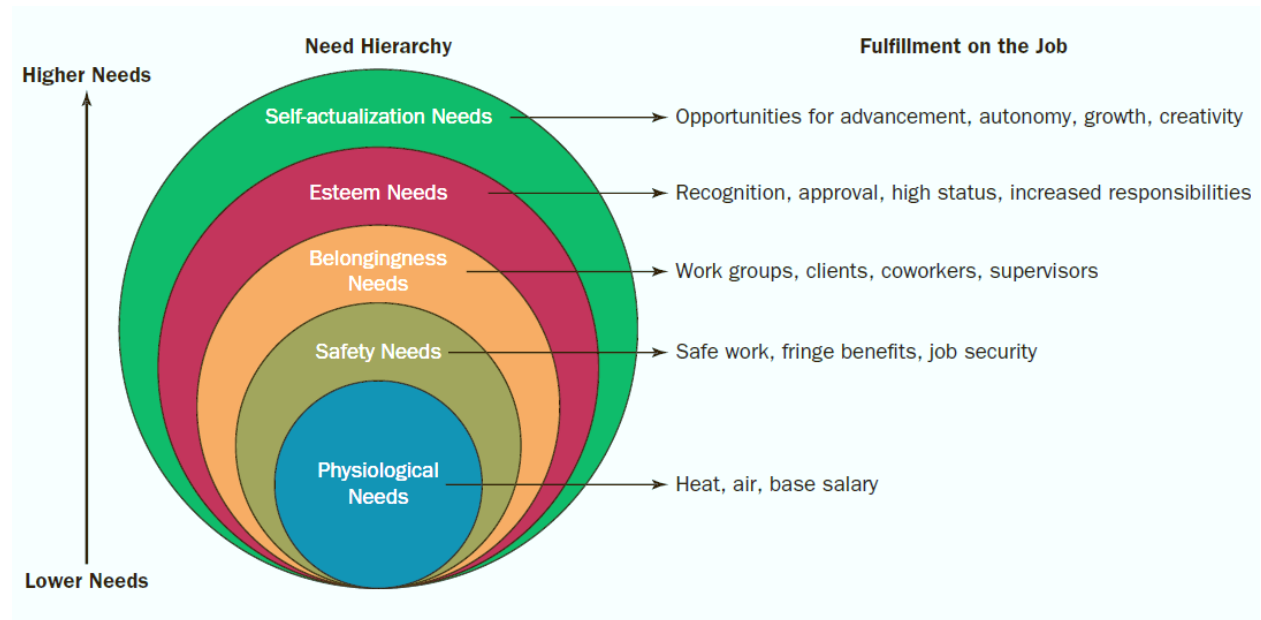 Need Hierarchy
Fulfillment on the Job
Higher Needs
Self-actualization Needs
Opportunities for advancement, autonomy, growth, creativity
Esteem Needs
Recognition, approval, high status, increased responsibilities
Belongingness
Needs
Work groups, clients, coworkers, supervisors
Safety Needs
Safe work, fringe benefits, job security
Physiological
Needs
Heat, air, base salary
Lower Needs